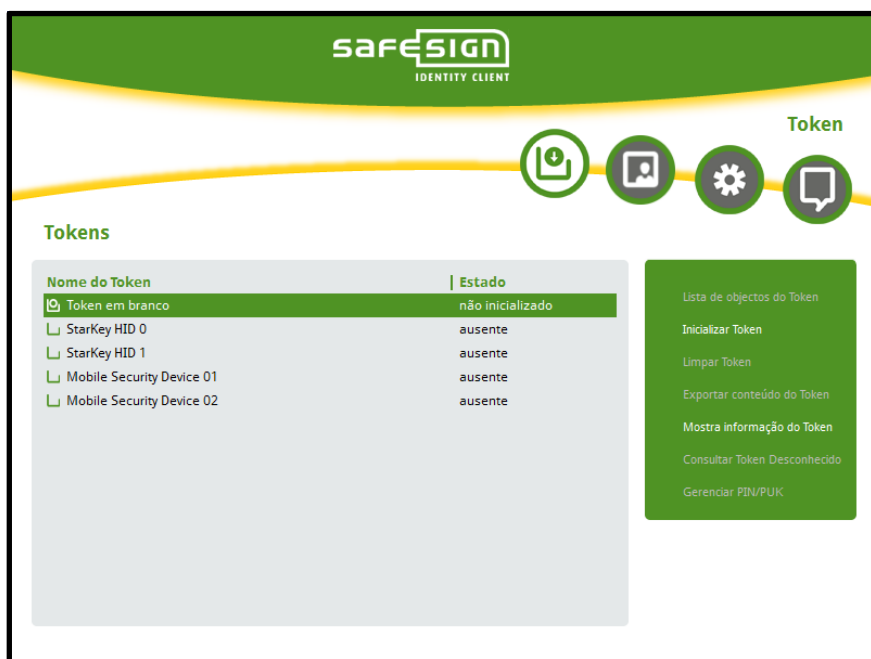 safesign
IDENTITY CLIENT
Token
Tokens
Nome do Token Estado
Token em branco não inicializado
StarKey HID 0 ausente
StarKey HID 1 ausente
Mobile Security Device 01 ausente
Mobile Security Device 02 ausente
Lista de objectos do Token
Inicializar Token
Limpar Token
Exportar conteúdo do Token
Mostra informação do Token
Consultar Token Desconhecido
Gerenciar PIN/PUK